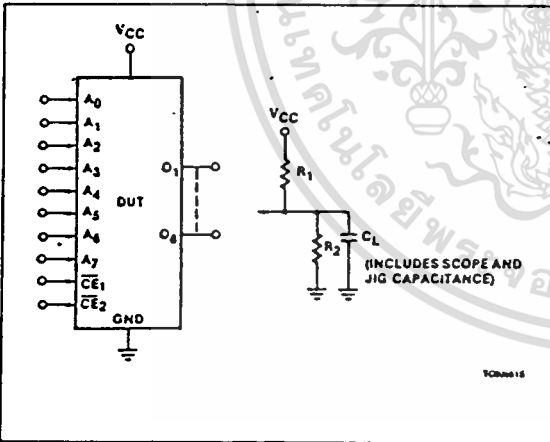 VCC
A0
A1
A2
A3
A4
A5
A6
A7
CE1
CE2
DUT
O1
O8
GND
VCC
R1
R2
CL
(INCLUDES SCOPE AND
JIG CAPACITANCE)